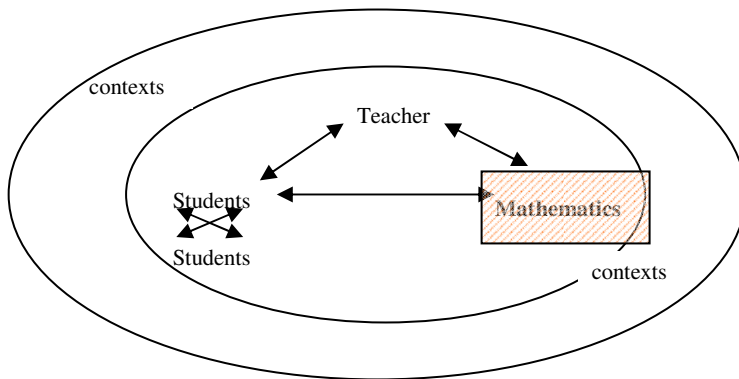 contexts
Teacher
Students
Mathematics
Students
contexts